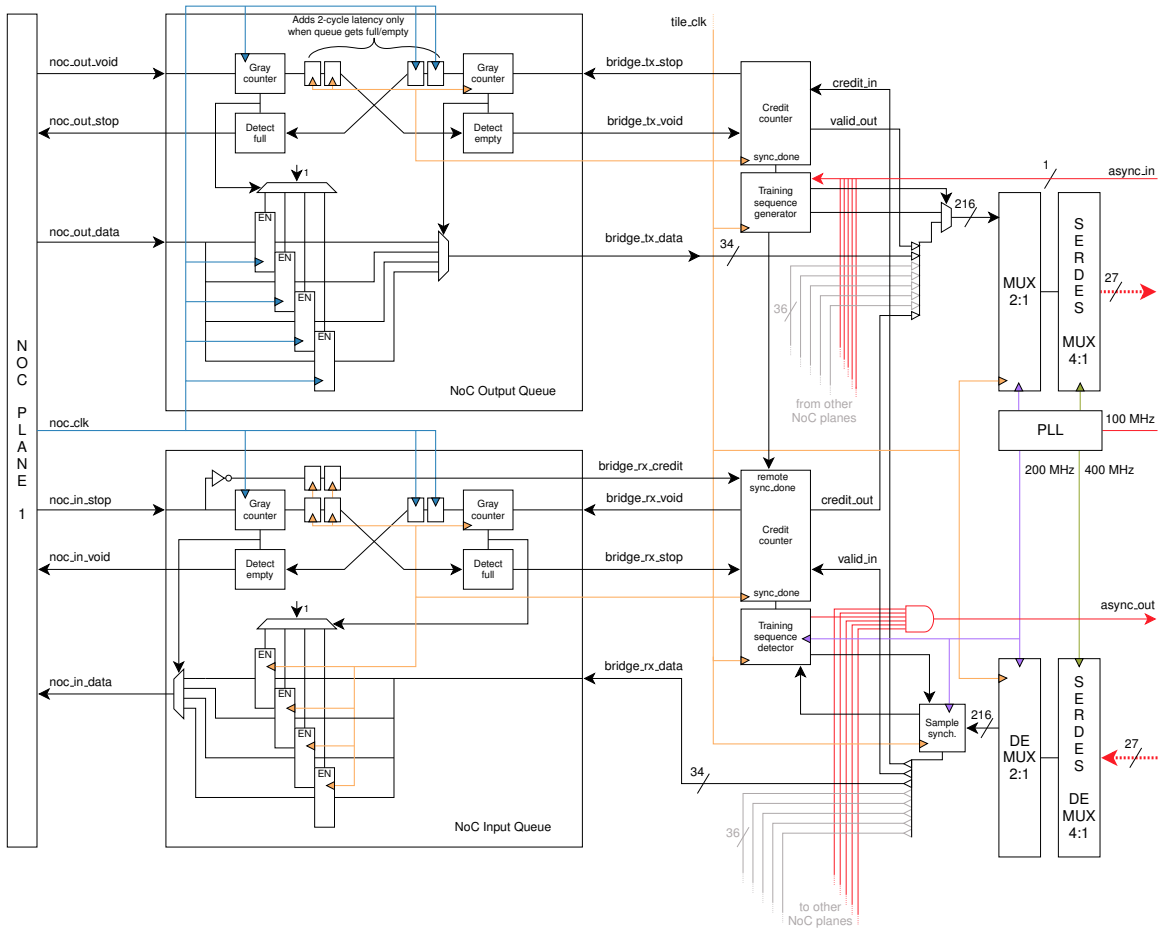 Adds 2-cycle latency only
when queue gets full/empty
tile_clk
noc_out_void
Gray
counter
Gray
counter
bridge_tx_stop
credit_in
Credit
counter
noc_out_stop
Detect
full
Detect
empty
bridge_tx_void
valid_out
sync_done
1
1
async_in
Training
sequence
generator
216
EN
noc_out_data
bridge_tx_data
34
EN
EN
EN
36
MUX
2:1
S
E
R
D
E
S
MUX
4:1
27
NoC Output Queue
from other
NoC planes
N
O
C
P
L
A
N
E
1
noc_clk
PLL
100 MHz
200 MHz
400 MHz
bridge_rx_credit
remote
sync_done
noc_in_stop
Gray
counter
Gray
counter
bridge_rx_void
credit_out
Credit
counter
noc_in_void
Detect
empty
Detect
full
bridge_rx_stop
valid_in
sync_done
1
async_out
Training
sequence
detector
EN
noc_in_data
bridge_rx_data
EN
EN
EN
Sample
synch.
216
DE
MUX
2:1
S
E
R
D
E
S
DE
MUX
4:1
27
34
36
NoC Input Queue
to other
NoC planes